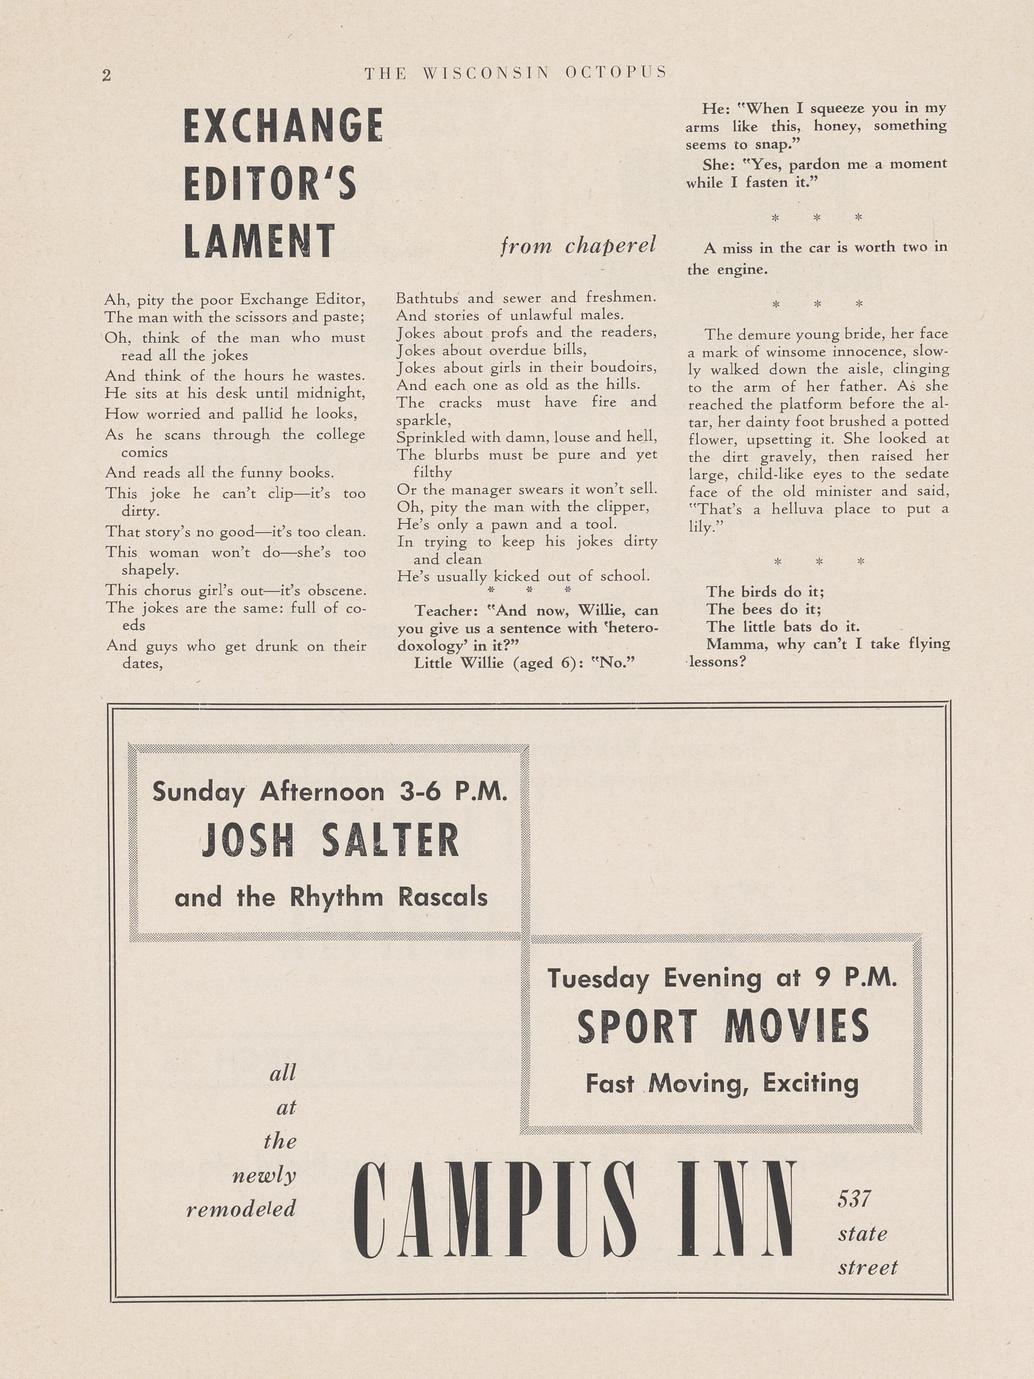 2
THE WISCONSIN OCTOPUS
EXCHANGE
EDITOR'S
LAMENT
from chaperel
Ah, pity the poor Exchange Editor,
The man with the scissors and paste;
Oh, think of the man who must
read all the jokes
And think of the hours he wastes.
He sits at his desk until midnight,
How worried and pallid he looks,
As he scans through the college
comics
And reads all the funny books.
This joke he can't clip—it's too
dirty.
That story's no good—it's too clean.
This woman won't do—she's too
shapely.
This chorus girl's out—it's obscene.
The jokes are the same: full of co-
eds
And guys who get drunk on their
dates,
Bathtubs and sewer and freshmen.
And stories of unlawful males.
Jokes about profs and the readers,
Jokes about overdue bills,
Jokes about girls in their boudoirs,
And each one as old as the hills.
The cracks must have fire and
sparkle,
Sprinkled with damn, louse and hell,
The blurbs must be pure and yet
filthy
Or the manager swears it won't sell.
Oh, pity the man with the clipper,
He's only a pawn and a tool.
In trying to keep his jokes dirty
and clean
He's usually kicked out of school.
* * *
Teacher: "And now, Willie, can
you give us a sentence with 'hetero-
doxology' in it?"
Little Willie (aged 6): "No."
He: "When I squeeze you in my
arms like this, honey, something
seems to snap."
She: "Yes, pardon me a moment
while I fasten it."
* * *
A miss in the car is worth two in
the engine.
* * *
The demure young bride, her face
a mark of winsome innocence, slow-
ly walked down the aisle, clinging
to the arm of her father. As she
reached the platform before the al-
tar, her dainty foot brushed a potted
flower, upsetting it. She looked at
the dirt gravely, then raised her
large, child-like eyes to the sedate
face of the old minister and said,
"That's a helluva place to put a
lily."
* * *
The birds do it;
The bees do it;
The little bats do it.
Mamma, why can't I take flying
lessons?
Sunday Afternoon 3-6 P.M.
JOSH SALTER
and the Rhythm Rascals
Tuesday Evening at 9 P.M.
SPORT MOVIES
Fast Moving, Exciting
all
at
the
newly
remodeled
CAMPUS INN
537
state
street